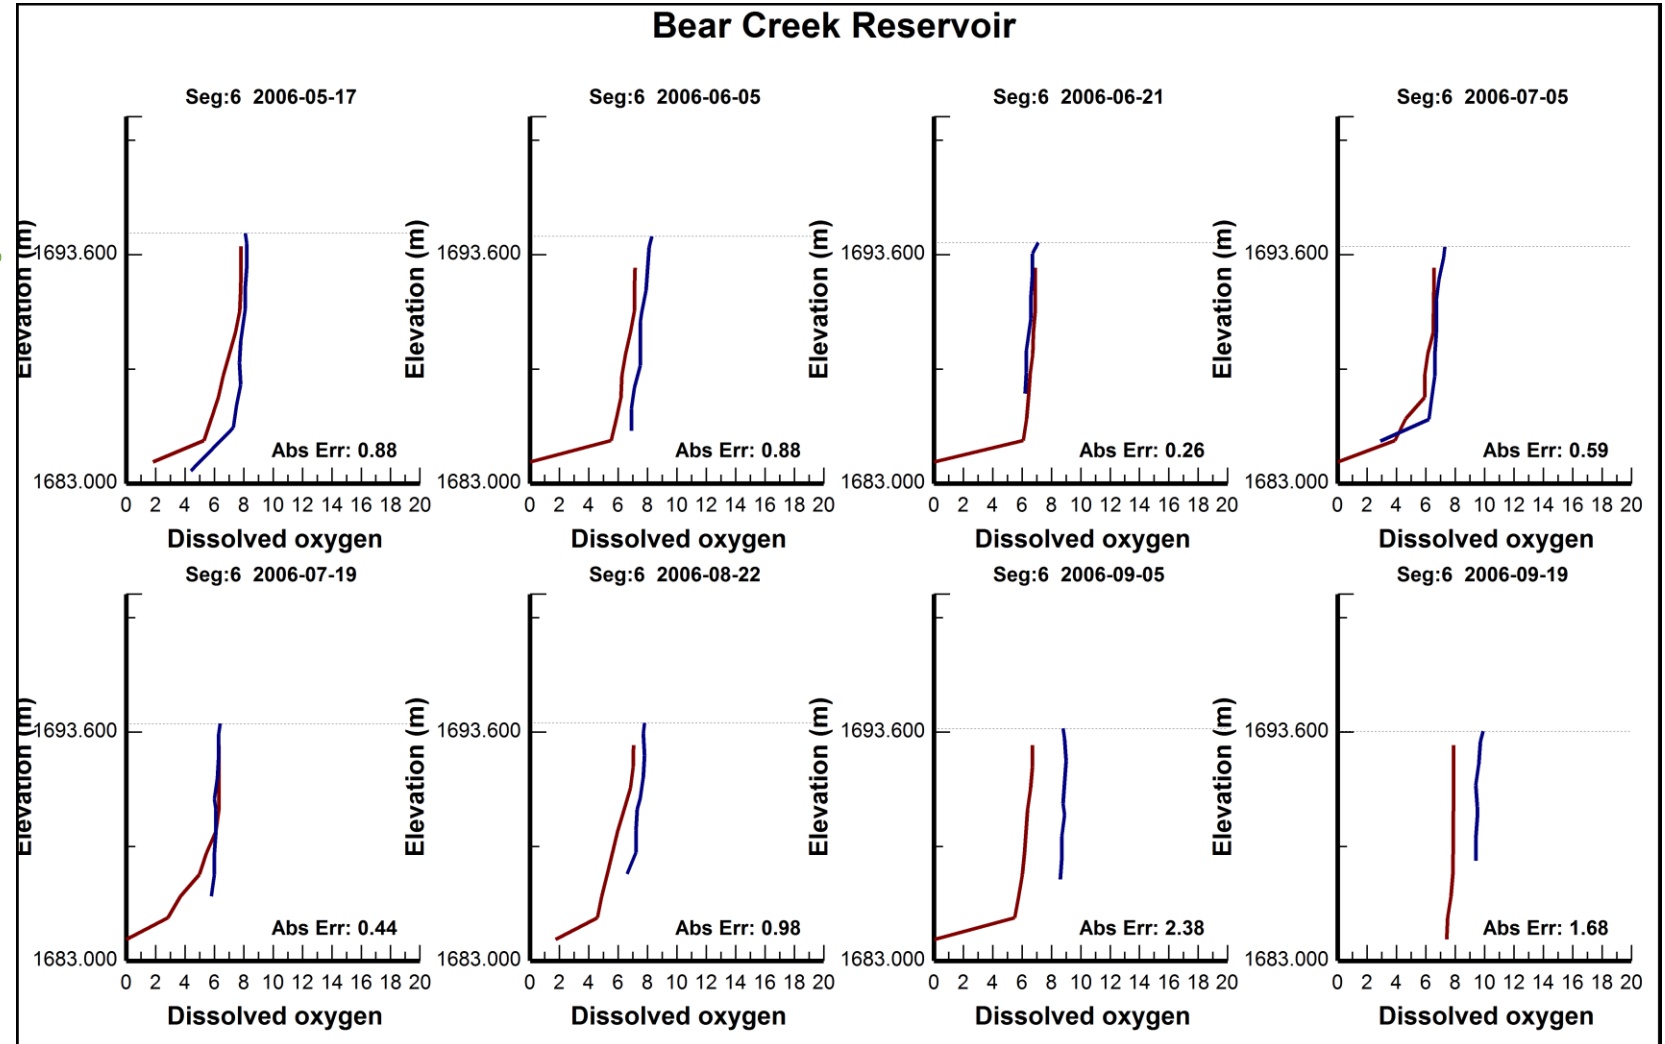 Bear Creek Reservoir
Seg:6 2006-05-17
Seg:6 2006-06-05
Seg:6 2006-06-21
Seg:6 2006-07-05
Elevation (m)
1693.600
Abs Err: 0.88
1683.000
0 2 4 6 8 10 12 14 16 18 20
Dissolved oxygen
Elevation (m)
1693.600
Abs Err: 0.88
1683.000
0 2 4 6 8 10 12 14 16 18 20
Dissolved oxygen
Elevation (m)
1693.600
Abs Err: 0.26
1683.000
0 2 4 6 8 10 12 14 16 18 20
Dissolved oxygen
Elevation (m)
1693.600
Abs Err: 0.59
1683.000
0 2 4 6 8 10 12 14 16 18 20
Dissolved oxygen
Seg:6 2006-07-19
Seg:6 2006-08-22
Seg:6 2006-09-05
Seg:6 2006-09-19
Elevation (m)
1693.600
Abs Err: 0.44
1683.000
0 2 4 6 8 10 12 14 16 18 20
Dissolved oxygen
Elevation (m)
1693.600
Abs Err: 0.98
1683.000
0 2 4 6 8 10 12 14 16 18 20
Dissolved oxygen
Elevation (m)
1693.600
Abs Err: 2.38
1683.000
0 2 4 6 8 10 12 14 16 18 20
Dissolved oxygen
Elevation (m)
1693.600
Abs Err: 1.68
1683.000
0 2 4 6 8 10 12 14 16 18 20
Dissolved oxygen